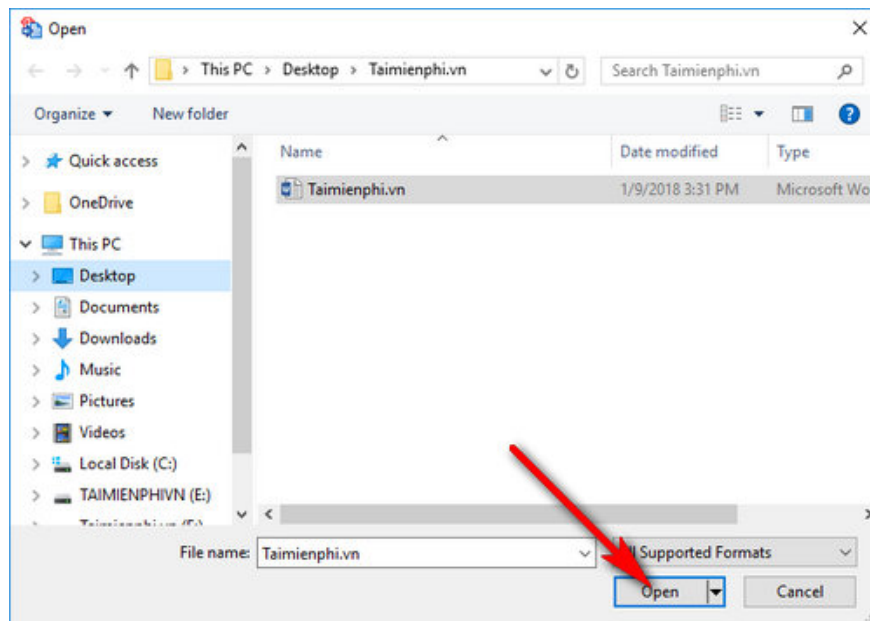 Open
This PC > Desktop > Taimienphi.vn
Search Taimienphi.vn
Organize
New folder
Name
Date modified
Type
Quick access
Taimienphi.vn
1/9/2018 3:31 PM
Microsoft Wo
OneDrive
This PC
Desktop
Documents
Downloads
Music
Pictures
Videos
Local Disk (C:)
TAIMIENPHIVN (E:)
File name:
Taimienphi.vn
Supported Formats
Open
Cancel